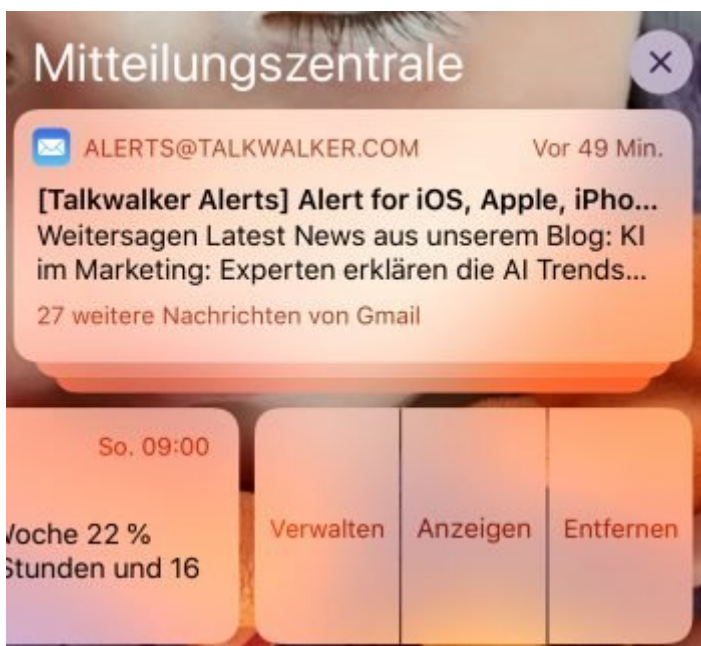 Mitteilungszentrale
ALERTS@TALKWALKER.COM Vor 49 Min.
[Talkwalker Alerts] Alert for iOS, Apple, iPho...
Weitersagen Latest News aus unserem Blog: KI
im Marketing: Experten erklären die AI Trends...
27 weitere Nachrichten von Gmail
So. 09:00
Woche 22 %
Stunden und 16
Verwalten Anzeigen Entfernen